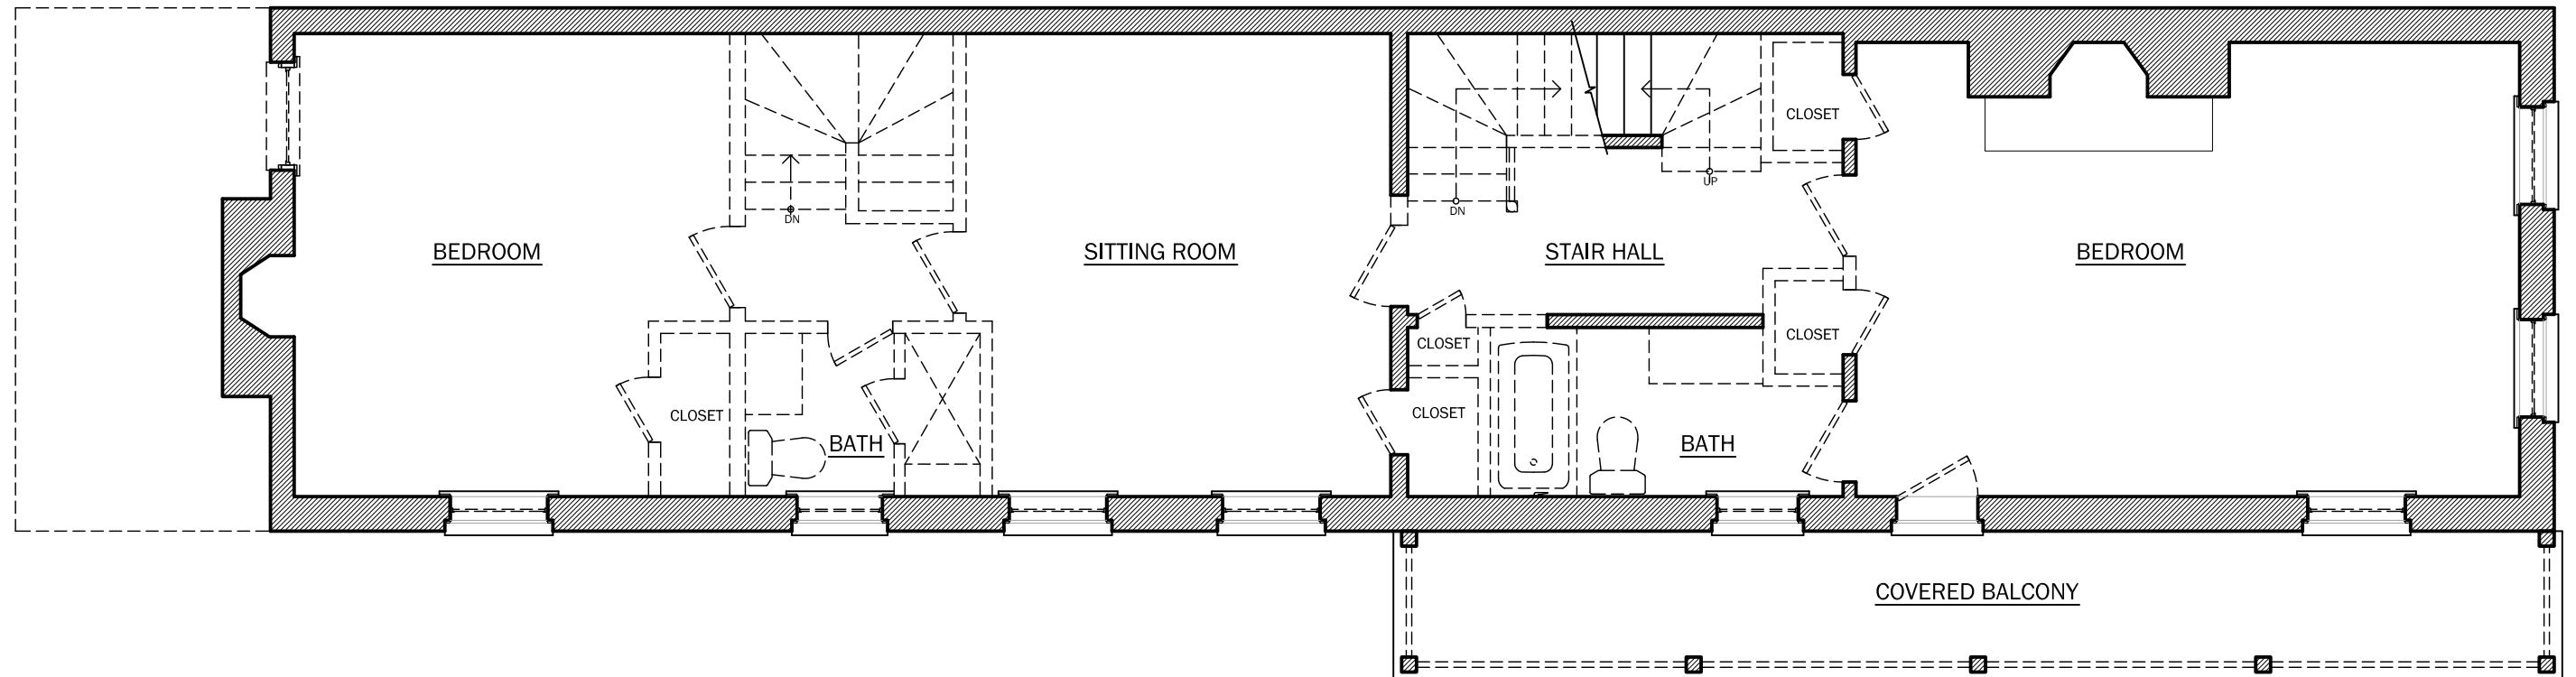 CLOSET
UP
DN
DN
BEDROOM
SITTING ROOM
STAIR HALL
BEDROOM
CLOSET
CLOSET
CLOSET
CLOSET
BATH
BATH
COVERED BALCONY